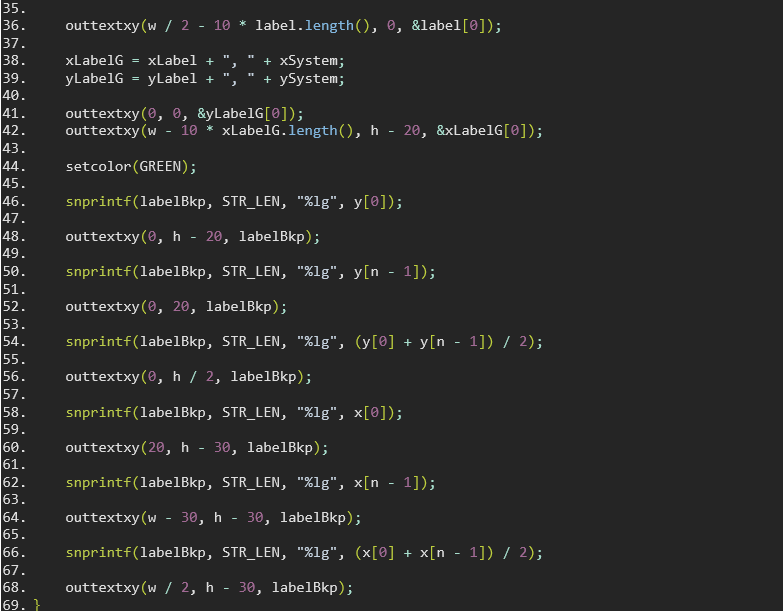 35.
36.    outtextxy(w / 2 - 10 * label.length(), 0, &label[0]);
37.
38.    xLabelG = xLabel + ", " + xSystem;
39.    yLabelG = yLabel + ", " + ySystem;
40.
41.    outtextxy(0, 0, &yLabelG[0]);
42.    outtextxy(w - 10 * xLabelG.length(), h - 20, &xLabelG[0]);
43.
44.    setcolor(GREEN);
45.
46.    snprintf(labelBkp, STR_LEN, "%lg", y[0]);
47.
48.    outtextxy(0, h - 20, labelBkp);
49.
50.    snprintf(labelBkp, STR_LEN, "%lg", y[n - 1]);
51.
52.    outtextxy(0, 20, labelBkp);
53.
54.    snprintf(labelBkp, STR_LEN, "%lg", (y[0] + y[n - 1]) / 2);
55.
56.    outtextxy(0, h / 2, labelBkp);
57.
58.    snprintf(labelBkp, STR_LEN, "%lg", x[0]);
59.
60.    outtextxy(20, h - 30, labelBkp);
61.
62.    snprintf(labelBkp, STR_LEN, "%lg", x[n - 1]);
63.
64.    outtextxy(w - 30, h - 30, labelBkp);
65.
66.    snprintf(labelBkp, STR_LEN, "%lg", (x[0] + x[n - 1]) / 2);
67.
68.    outtextxy(w / 2, h - 30, labelBkp);
69. }